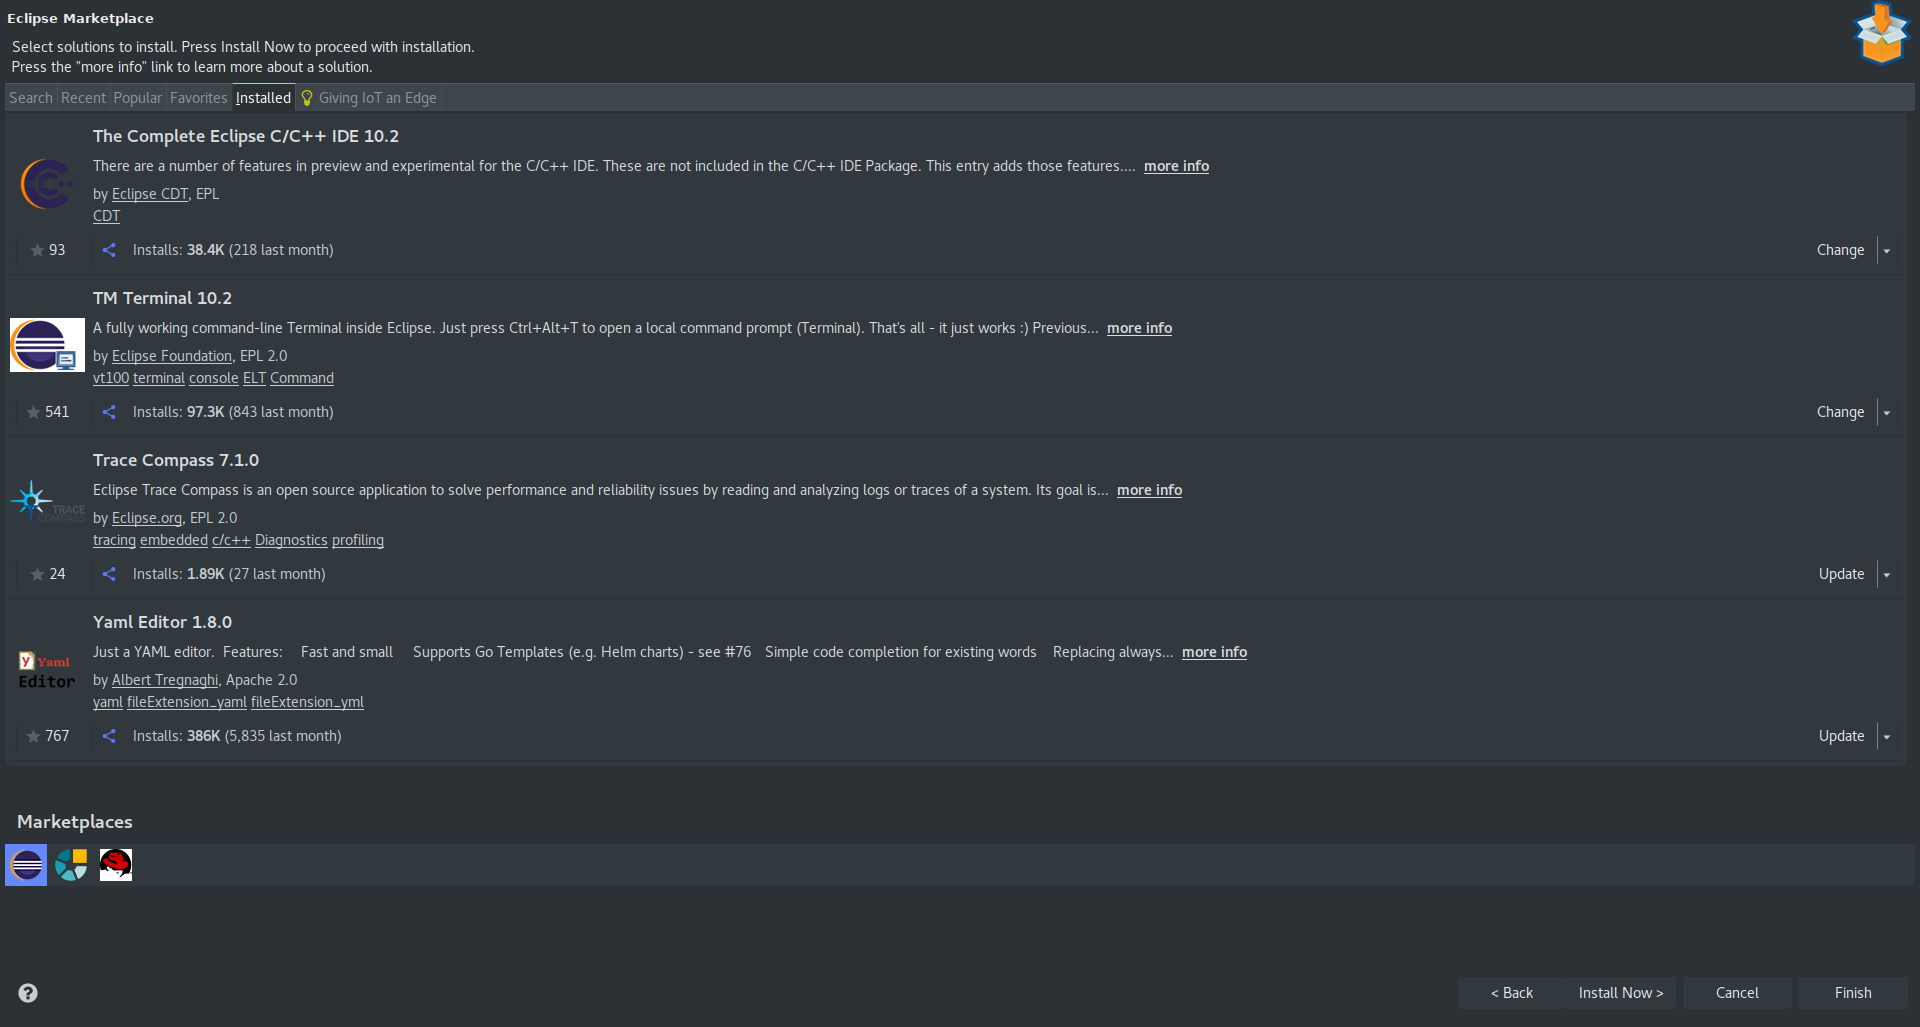 Eclipse Marketplace
Select solutions to install. Press Install Now to proceed with installation.
Press the "more info" link to learn more about a solution.
Search Recent Popular Favorites Installed Giving IoT an Edge
The Complete Eclipse C/C++ IDE 10.2
There are a number of features in preview and experimental for the C/C++ IDE. These are not included in the C/C++ IDE Package. This entry adds those features.... more info
by Eclipse CDT, EPL
CDT
93 Installs: 38.4K (218 last month) Change
TM Terminal 10.2
A fully working command-line Terminal inside Eclipse. Just press Ctrl+Alt+T to open a local command prompt (Terminal). That's all - it just works :) Previous... more info
by Eclipse Foundation, EPL 2.0
vt100 terminal console ELT Command
541 Installs: 97.3K (843 last month) Change
Trace Compass 7.1.0
Eclipse Trace Compass is an open source application to solve performance and reliability issues by reading and analyzing logs or traces of a system. Its goal is... more info
TRACE
COMPASS
by Eclipse.org, EPL 2.0
tracing embedded c/c++ Diagnostics profiling
24 Installs: 1.89K (27 last month) Update
Yaml Editor 1.8.0
Just a YAML editor. Features: Fast and small Supports Go Templates (e.g. Helm charts) - see #76 Simple code completion for existing words Replacing always... more info
y Yaml
Editor
by Albert Tregnaghi, Apache 2.0
yaml fileExtension_yaml fileExtension_yml
767 Installs: 386K (5,835 last month) Update
Marketplaces
? < Back Install Now > Cancel Finish